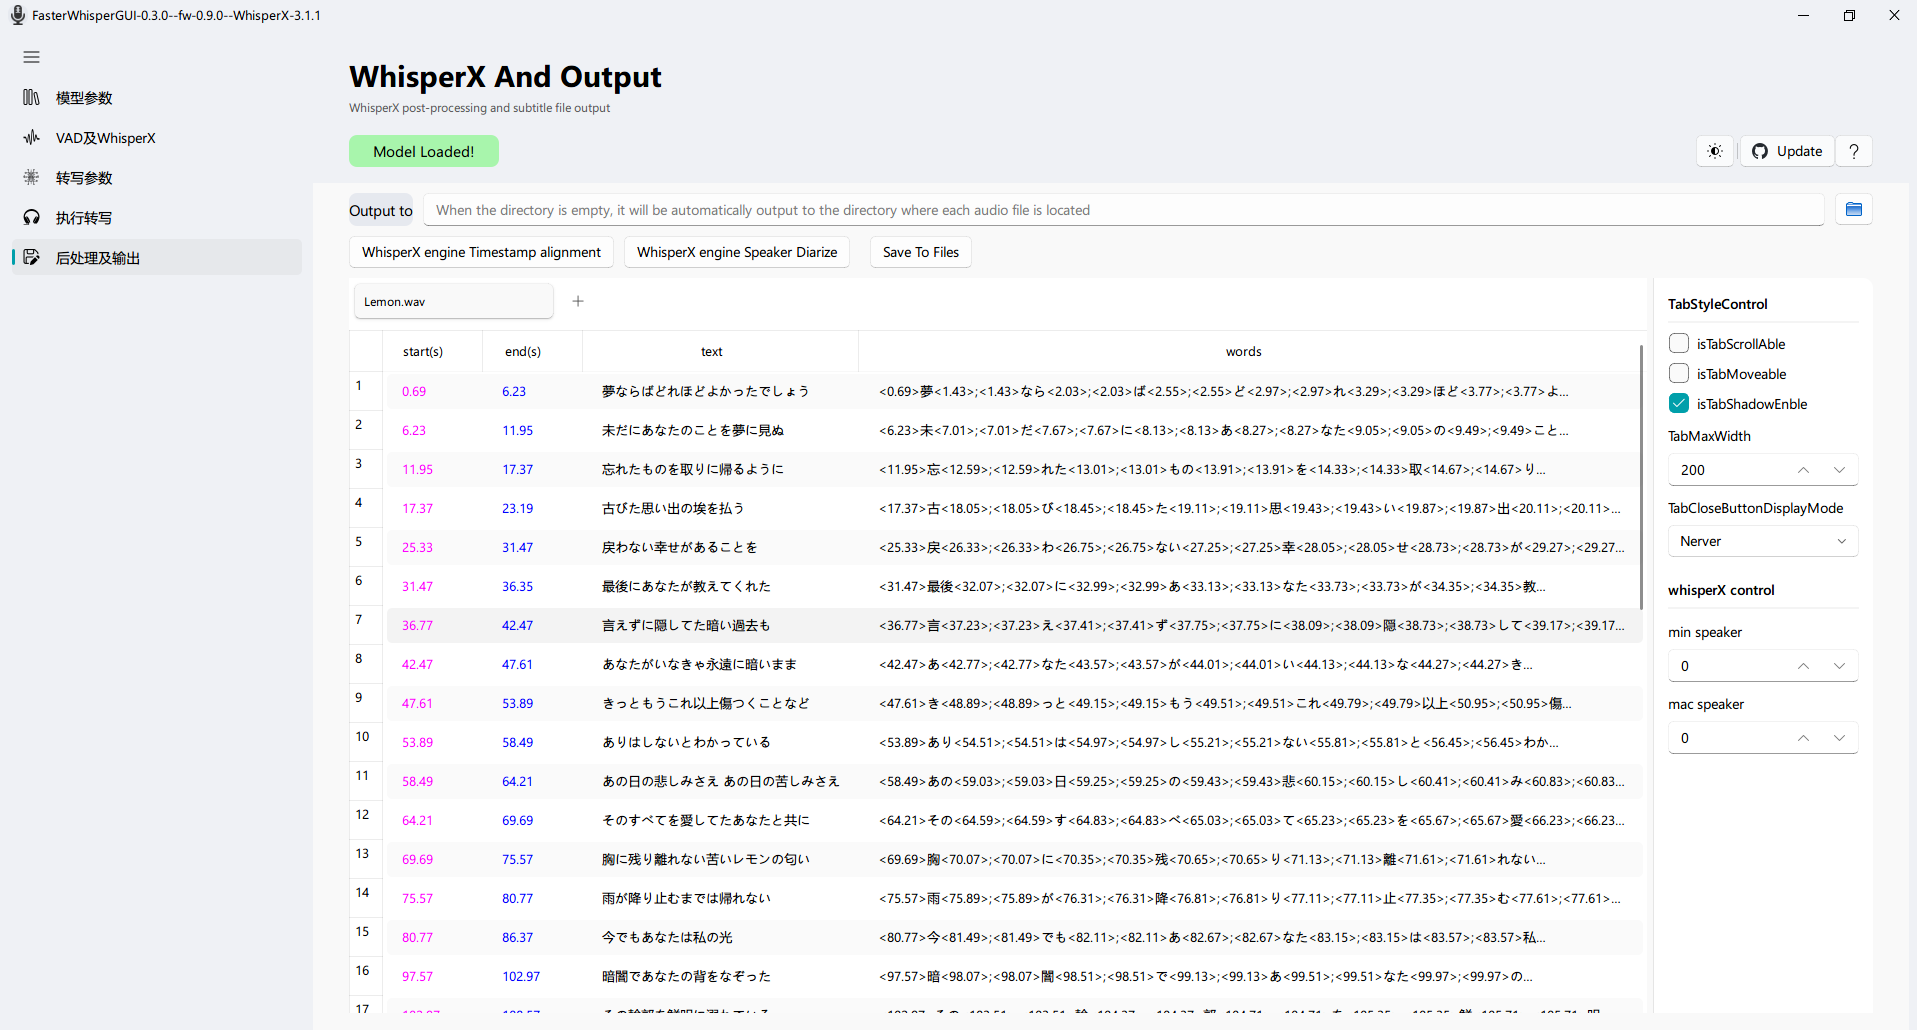 FasterWhisperGUI-0.3.0--fw-0.9.0--WhisperX-3.1.1
模型参数
VAD及WhisperX
转写参数
执行转写
后处理及输出
WhisperX And Output
WhisperX post-processing and subtitle file output
Model Loaded!
Update
?
Output to
When the directory is empty, it will be automatically output to the directory where each audio file is located
WhisperX engine Timestamp alignment
WhisperX engine Speaker Diarize
Save To Files
Lemon.wav
start(s) end(s) text words
1 0.69 6.23 夢ならばどれほどよかったでしょう <0.69>夢<1.43>;<1.43>なら<2.03>;<2.03>ば<2.55>;<2.55>ど<2.97>;<2.97>れ<3.29>;<3.29>ほど<3.77>;<3.77>よ...
2 6.23 11.95 未だにあなたのことを夢に見ぬ <6.23>未<7.01>;<7.01>だ<7.67>;<7.67>に<8.13>;<8.13>あ<8.27>;<8.27>なた<9.05>;<9.05>の<9.49>;<9.49>こと...
3 11.95 17.37 忘れたものを取りに帰るように <11.95>忘<12.59>;<12.59>れた<13.01>;<13.01>もの<13.91>;<13.91>を<14.33>;<14.33>取<14.67>;<14.67>り...
4 17.37 23.19 古びた思い出の埃を払う <17.37>古<18.05>;<18.05>び<18.45>;<18.45>た<19.11>;<19.11>思<19.43>;<19.43>い<19.87>;<19.87>出<20.11>;<20.11>...
5 25.33 31.47 戻わない幸せがあることを <25.33>戻<26.33>;<26.33>わ<26.75>;<26.75>ない<27.25>;<27.25>幸<28.05>;<28.05>せ<28.73>;<28.73>が<29.27>;<29.27...
6 31.47 36.35 最後にあなたが教えてくれた <31.47>最後<32.07>;<32.07>に<32.99>;<32.99>あ<33.13>;<33.13>なた<33.73>;<33.73>が<34.35>;<34.35>教...
7 36.77 42.47 言えずに隠してた暗い過去も <36.77>言<37.23>;<37.23>え<37.41>;<37.41>ず<37.75>;<37.75>に<38.09>;<38.09>隠<38.73>;<38.73>して<39.17>;<39.17...
8 42.47 47.61 あなたがいなきゃ永遠に暗いまま <42.47>あ<42.77>;<42.77>なた<43.57>;<43.57>が<44.01>;<44.01>い<44.13>;<44.13>な<44.27>;<44.27>き...
9 47.61 53.89 きっともうこれ以上傷つくことなど <47.61>き<48.89>;<48.89>っと<49.15>;<49.15>もう<49.51>;<49.51>これ<49.79>;<49.79>以上<50.95>;<50.95>傷...
10 53.89 58.49 ありはしないとわかっている <53.89>あり<54.51>;<54.51>は<54.97>;<54.97>し<55.21>;<55.21>ない<55.81>;<55.81>と<56.45>;<56.45>わか...
11 58.49 64.21 あの日の悲しみさえ あの日の苦しみさえ <58.49>あの<59.03>;<59.03>日<59.25>;<59.25>の<59.43>;<59.43>悲<60.15>;<60.15>し<60.41>;<60.41>み<60.83>;<60.83...
12 64.21 69.69 そのすべてを愛してたあなたと共に <64.21>その<64.59>;<64.59>す<64.83>;<64.83>べ<65.03>;<65.03>て<65.23>;<65.23>を<65.67>;<65.67>愛<66.23>;<66.23...
13 69.69 75.57 胸に残り離れない苦いレモンの匂い <69.69>胸<70.07>;<70.07>に<70.35>;<70.35>残<70.65>;<70.65>り<71.13>;<71.13>離<71.61>;<71.61>れない...
14 75.57 80.77 雨が降り止むまでは帰れない <75.57>雨<75.89>;<75.89>が<76.31>;<76.31>降<76.81>;<76.81>り<77.11>;<77.11>止<77.35>;<77.35>む<77.61>;<77.61>...
15 80.77 86.37 今でもあなたは私の光 <80.77>今<81.49>;<81.49>でも<82.11>;<82.11>あ<82.67>;<82.67>なた<83.15>;<83.15>は<83.57>;<83.57>私...
16 97.57 102.97 暗闇であなたの背をなぞった <97.57>暗<98.07>;<98.07>闇<98.51>;<98.51>で<99.13>;<99.13>あ<99.51>;<99.51>なた<99.97>;<99.97>の...
17
TabStyleControl
isTabScrollAble
isTabMoveable
isTabShadowEnble
TabMaxWidth
200
TabCloseButtonDisplayMode
Nerver
whisperX control
min speaker
0
mac speaker
0